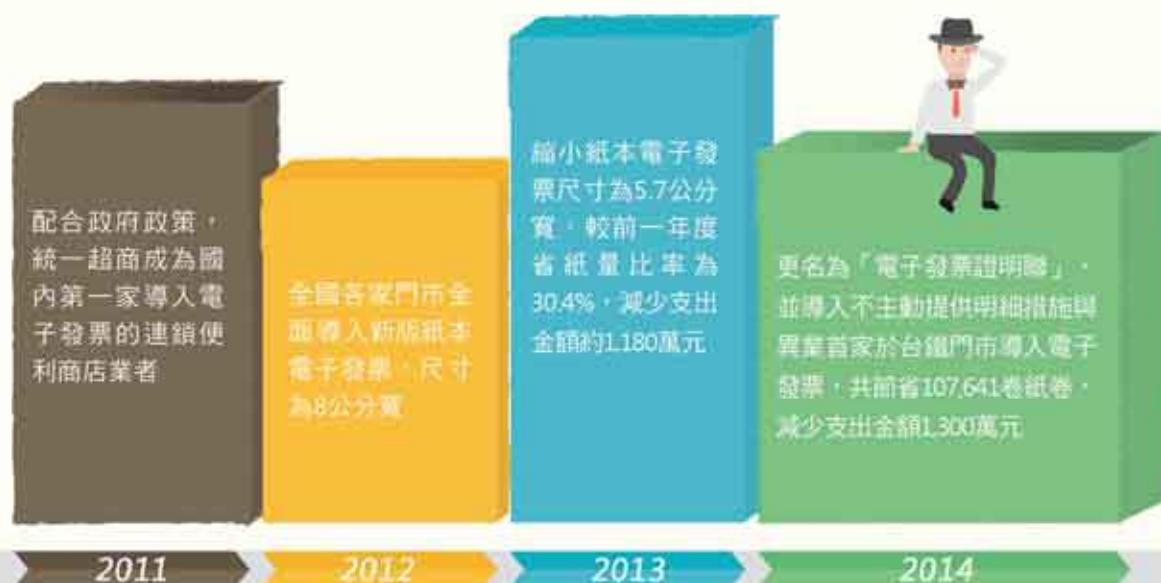 配合政府政策，
統一超商成為國
內第一家導入電
子發票的連鎖便
利商店業者
全國各家門市全
面導入新版紙本
電子發票，尺寸
為8公分寬
縮小紙本電子發
票尺寸為5.7公分
寬，較前一年度
省紙量比率為
30.4%，減少支出
金額約1,180萬元
更名為「電子發票證明聯」，
並導入不主動提供明細措施與
異業首家於台鐵門市導入電子
發票，共節省107,641卷紙卷，
減少支出金額1,300萬元
2011
2012
2013
2014